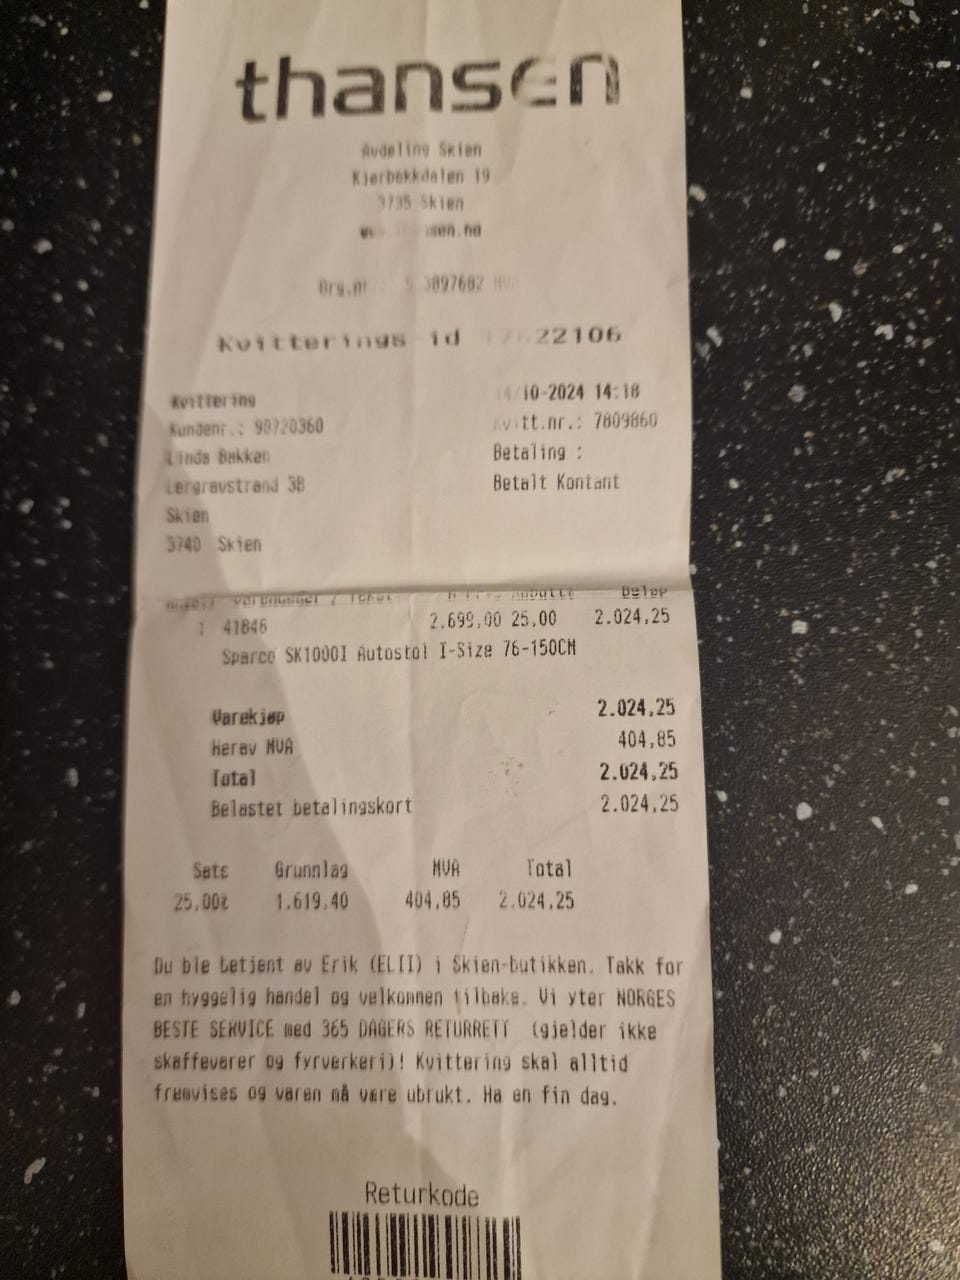 thansen
Avdeling Skien
Kjørbekkdalen 19
3735 Skien
Kvitterings id
Kvittering
10-2024 14:18
Kundenr.: 90720360
Kvitt.nr.: 7809860
Linda Bakken
Betaling :
Lergravstrand 3B
Betalt Kontant
Skien
3740 Skien
Beløp
1 41846 2.699,00 25,00 2.024,25
Sparco SK1000I Autostol I-Size 76-150CM
Varekjøp 2.024,25
Herav MVA 404,85
Total 2.024,25
Belastet betalingskort 2.024,25
Sats Grunnlag MVA Total
25,00% 1.619,40 404,85 2.024,25
Du ble betjent av Erik (ELII) i Skien-butikken. Takk for
en hyggelig handel og velkommen tilbake. Vi yter NORGES
BESTE SERVICE med 365 DAGERS RETURRETT (gjelder ikke
skaffevarer og fyrverkeri)! Kvittering skal alltid
fremvises og varen må være ubrukt. Ha en fin dag.
Returkode